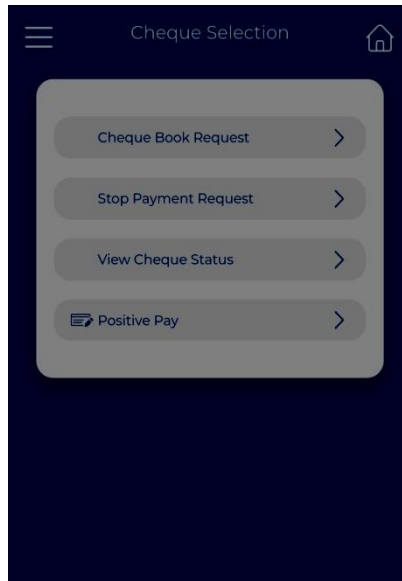 Cheque Selection
Cheque Book Request
Stop Payment Request
View Cheque Status
Positive Pay